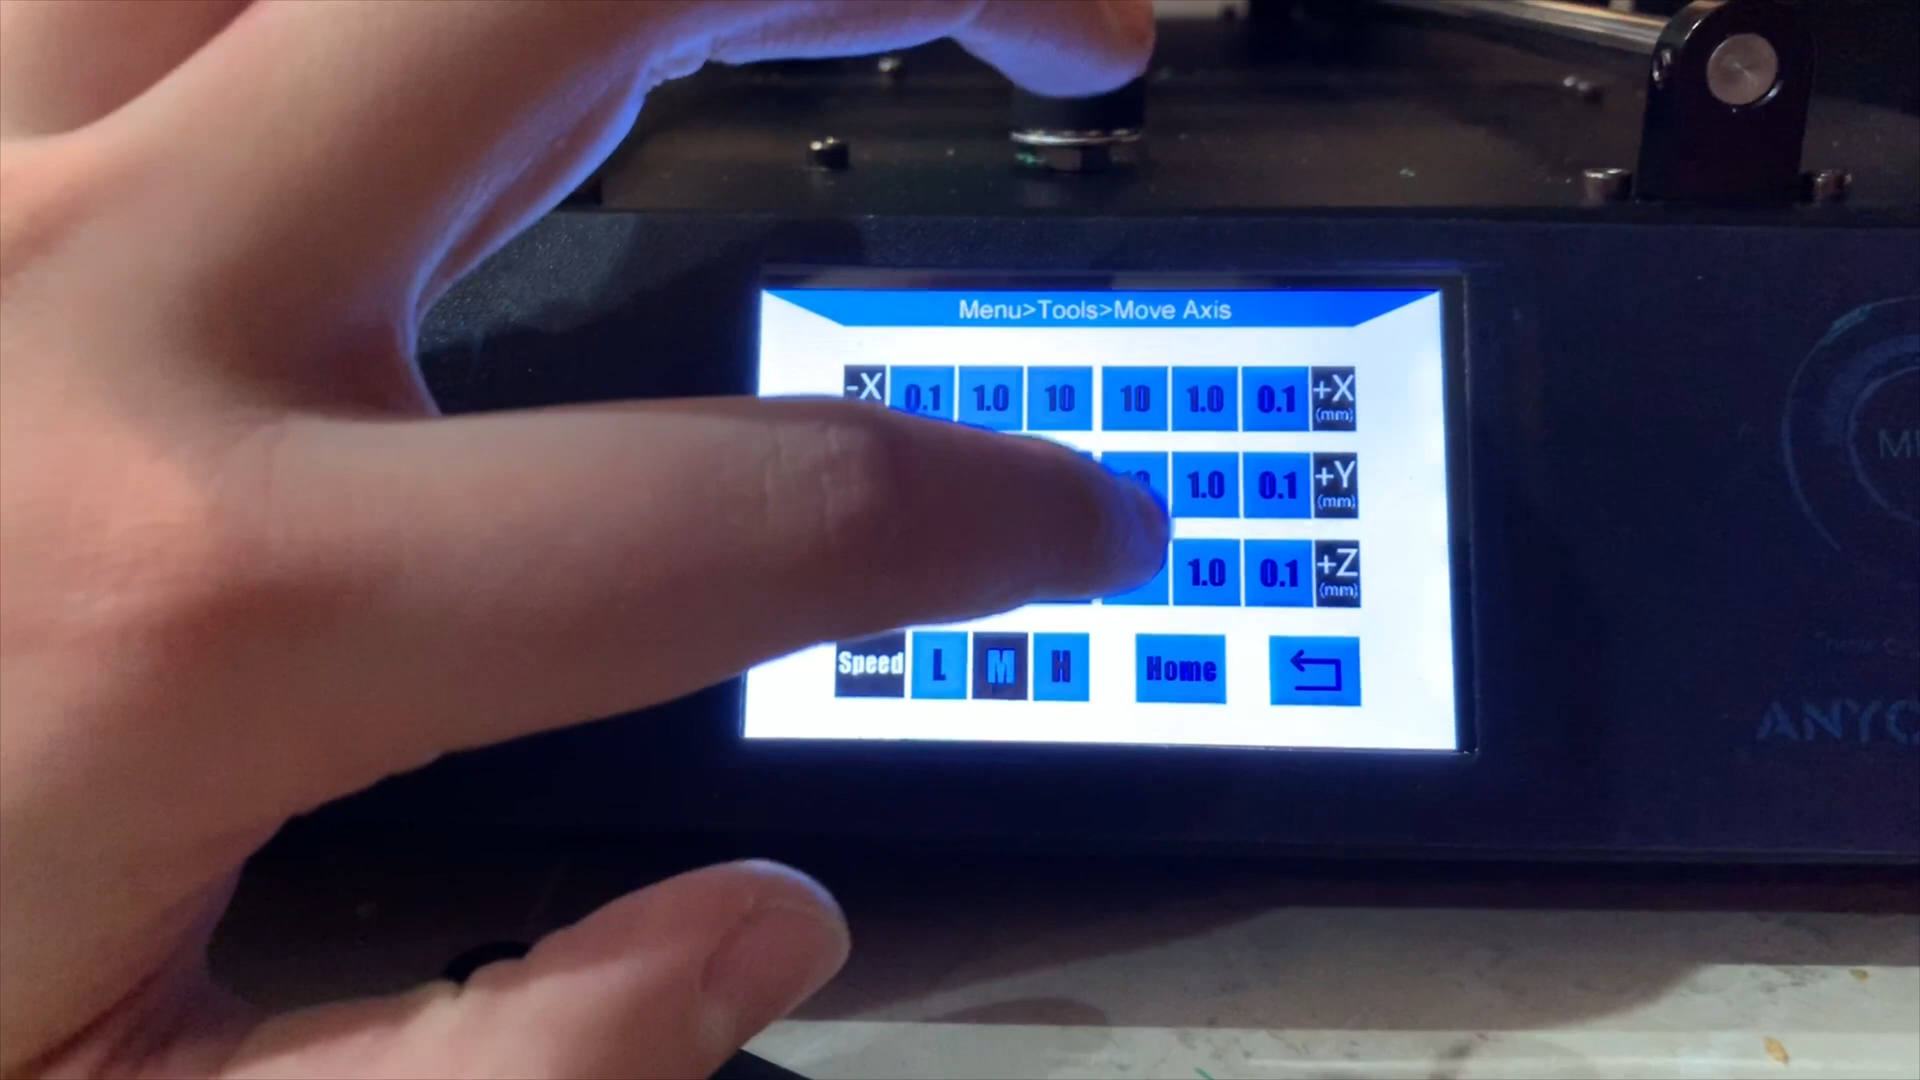 Menu>Tools>Move Axis
-X 0.1 1.0 10 10 1.0 0.1 +X
(mm)
1.0 0.1 +Y
(mm)
1.0 0.1 +Z
(mm)
Speed L M H Home